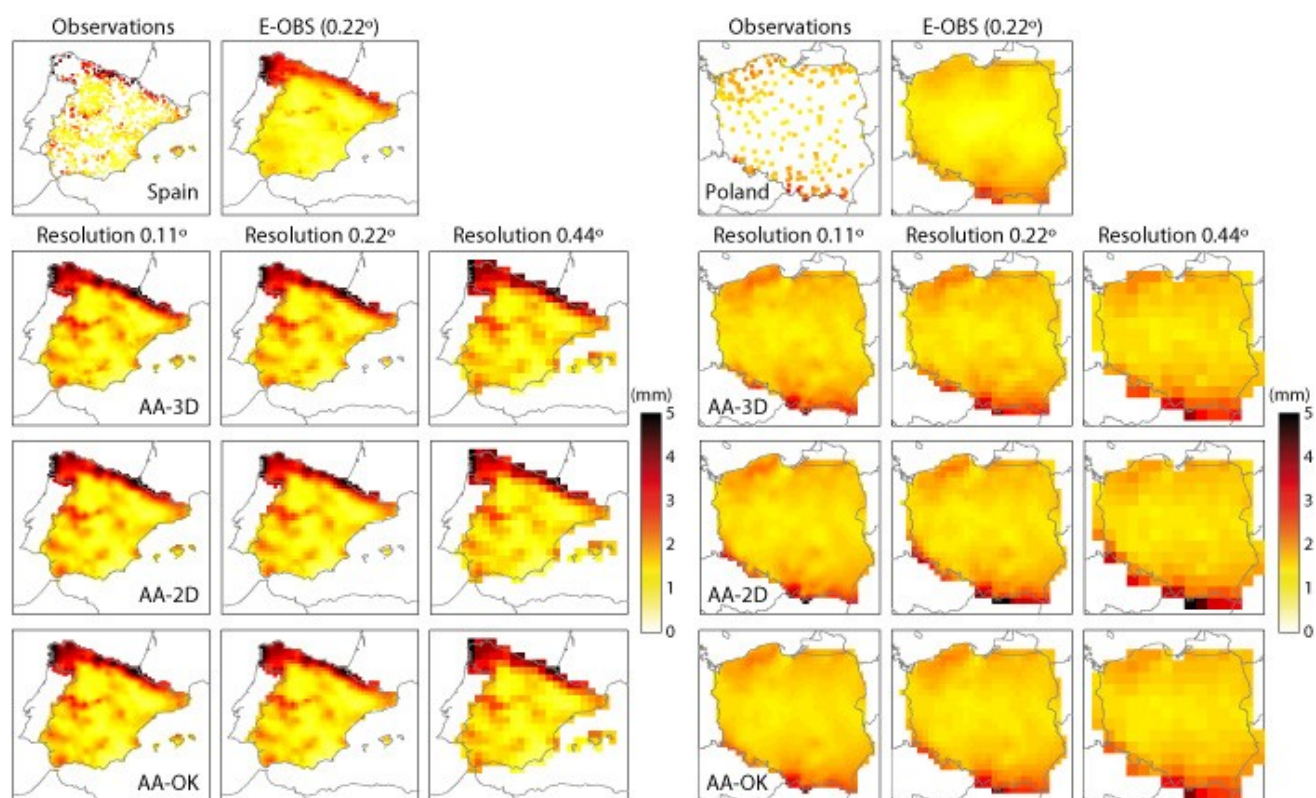 Observations
E-OBS (0.22º)
Spain
Resolution 0.11º
Resolution 0.22º
Resolution 0.44º
AA-3D
AA-2D
AA-OK
(mm)
5
4
3
2
1
0
Observations
E-OBS (0.22º)
Poland
Resolution 0.11º
Resolution 0.22º
Resolution 0.44º
AA-3D
AA-2D
AA-OK
(mm)
5
4
3
2
1
0